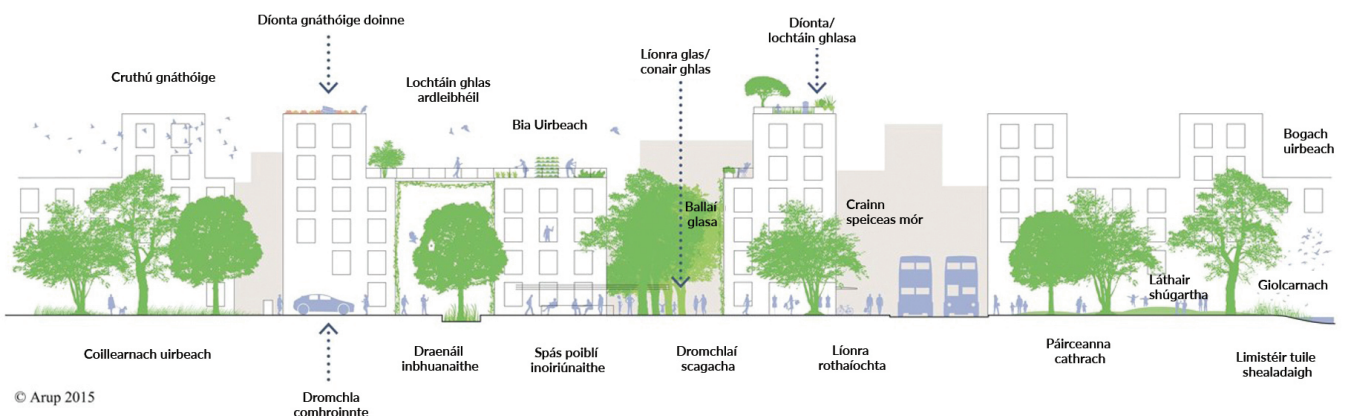 Díonta gnáthóige doinne
Díonta/
lochtáin ghlasa
Líonra glas/
conair ghlas
Cruthú gnáthóige
Lochtáin ghlas
ardleibhéil
Bia Uirbeach
Bogach
uirbeach
Ballaí
glasa
Crainn
speiceas mór
Láthair
shúgartha
Giolcarnach
Coillearnach uirbeach
Draenáil
inbhuanaithe
Spás poiblí
inoiriúnaithe
Dromchlaí
scagacha
Líonra
rothaíochta
Páirceanna
cathrach
Limistéir tuile
shealadaigh
© Arup 2015
Dromchla
comhroinnte